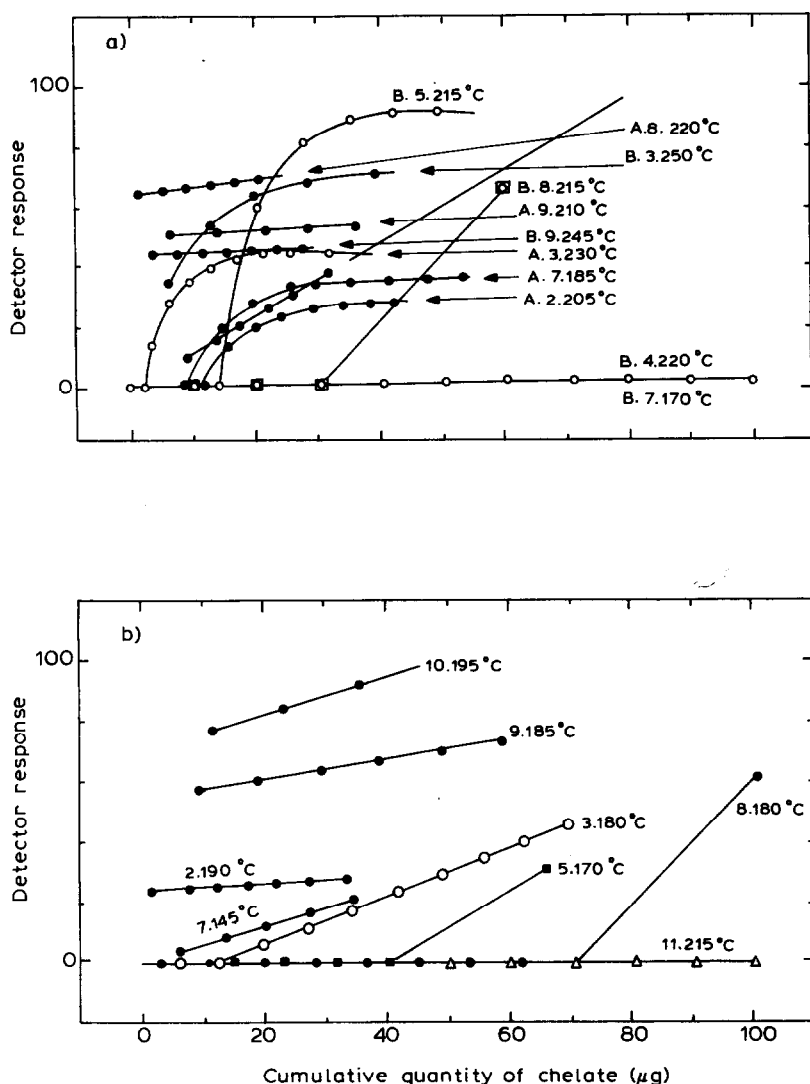 a)
100
Detector response
0
B. 5.215 °C
A.8. 220°C
B. 3.250°C
B. 8.215°C
A. 9.210°C
B. 9.245°C
A. 3.230°C
A. 7.185°C
A. 2.205°C
B. 4.220°C
B. 7.170°C
b)
100
Detector response
0
10.195°C
9.185°C
8.180°C
3.180°C
5.170°C
2.190 °C
7.145°C
11.215°C
0 20 40 60 80 100
Cumulative quantity of chelate (μg)